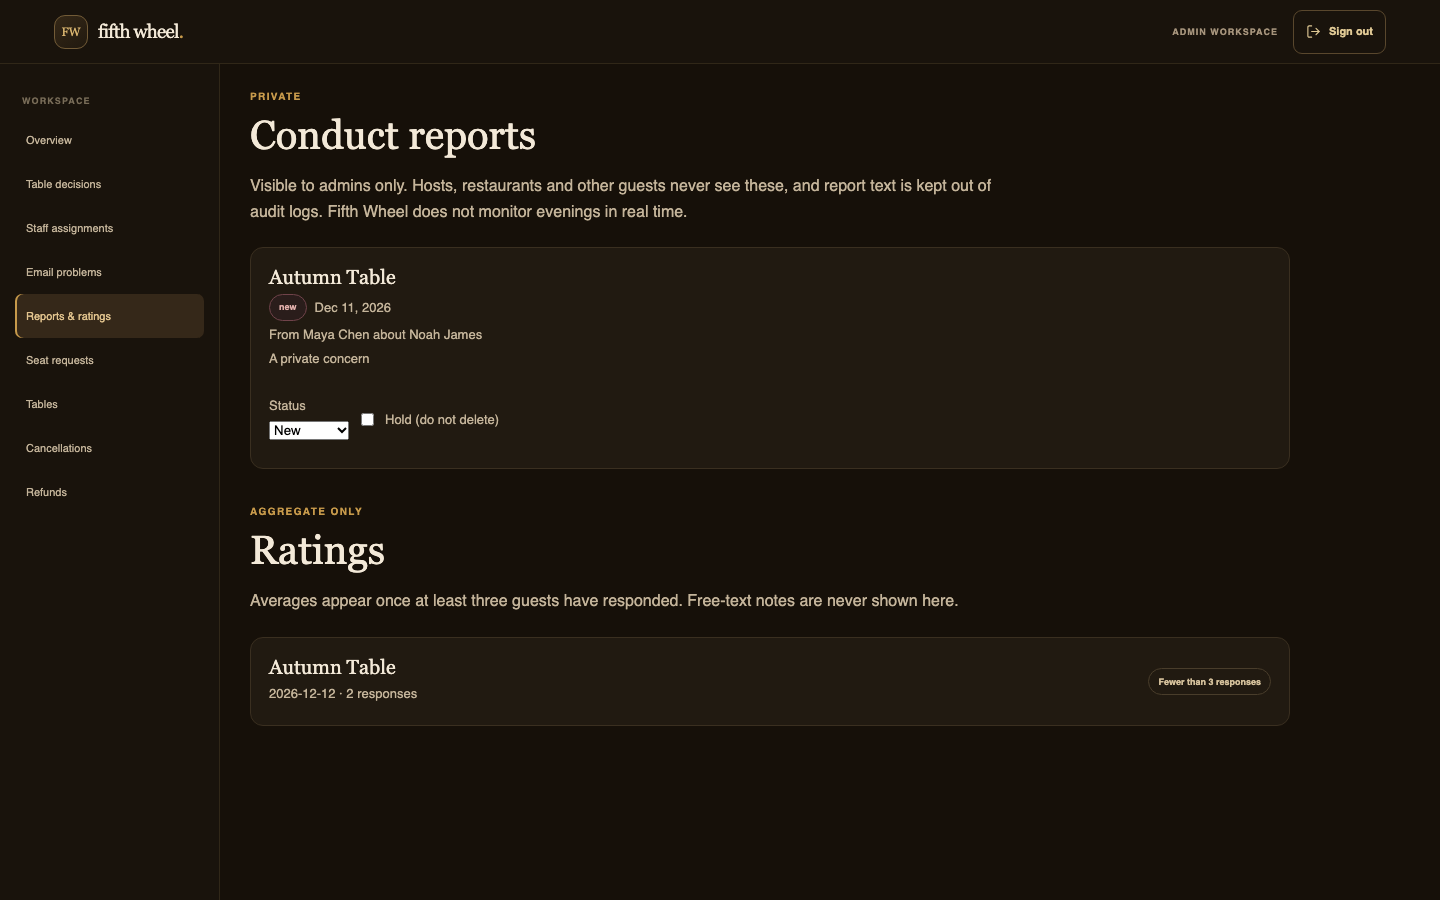 FW
fifth wheel.
ADMIN WORKSPACE
Sign out
WORKSPACE
Overview
Table decisions
Staff assignments
Email problems
Reports & ratings
Seat requests
Tables
Cancellations
Refunds
PRIVATE
Conduct reports
Visible to admins only. Hosts, restaurants and other guests never see these, and report text is kept out of
audit logs. Fifth Wheel does not monitor evenings in real time.
Autumn Table
new Dec 11, 2026
From Maya Chen about Noah James
A private concern
Status
New
Hold (do not delete)
AGGREGATE ONLY
Ratings
Averages appear once at least three guests have responded. Free-text notes are never shown here.
Autumn Table
2026-12-12 · 2 responses
Fewer than 3 responses